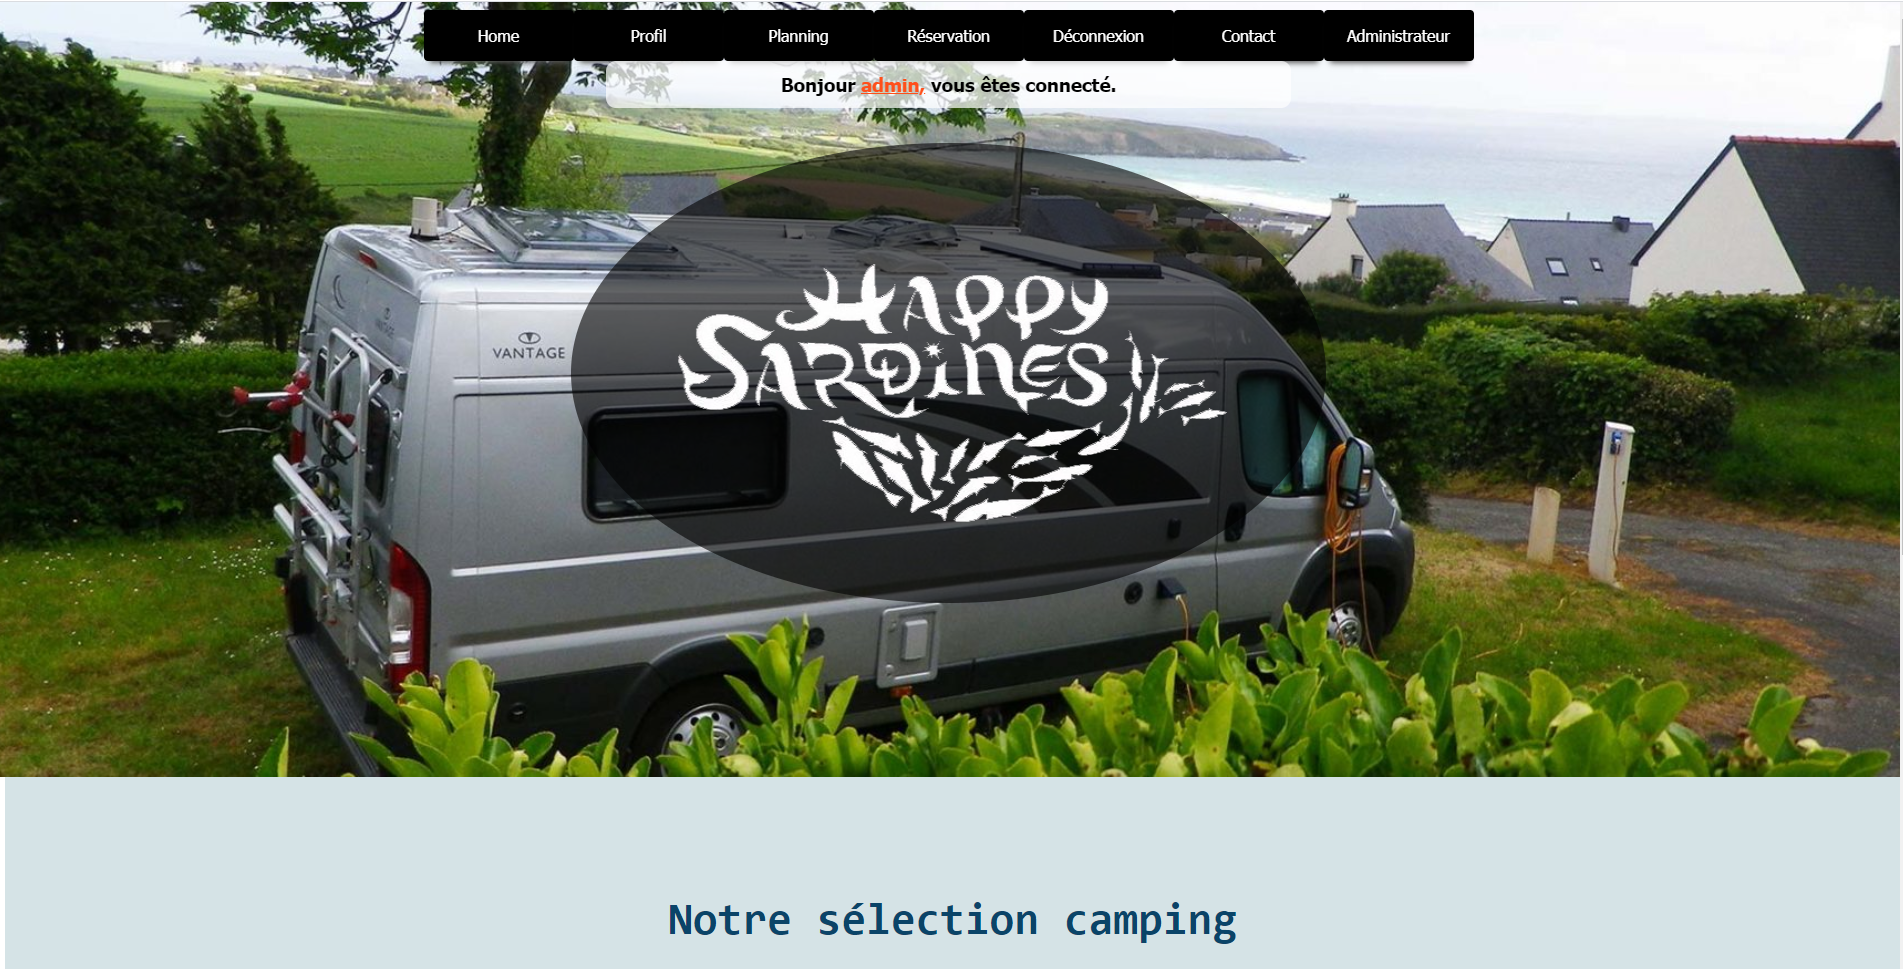 Home Profil Planning Réservation Déconnexion Contact Administrateur
Bonjour admin, vous êtes connecté.
HAPPY
SARDINES
VANTAGE
Notre sélection camping